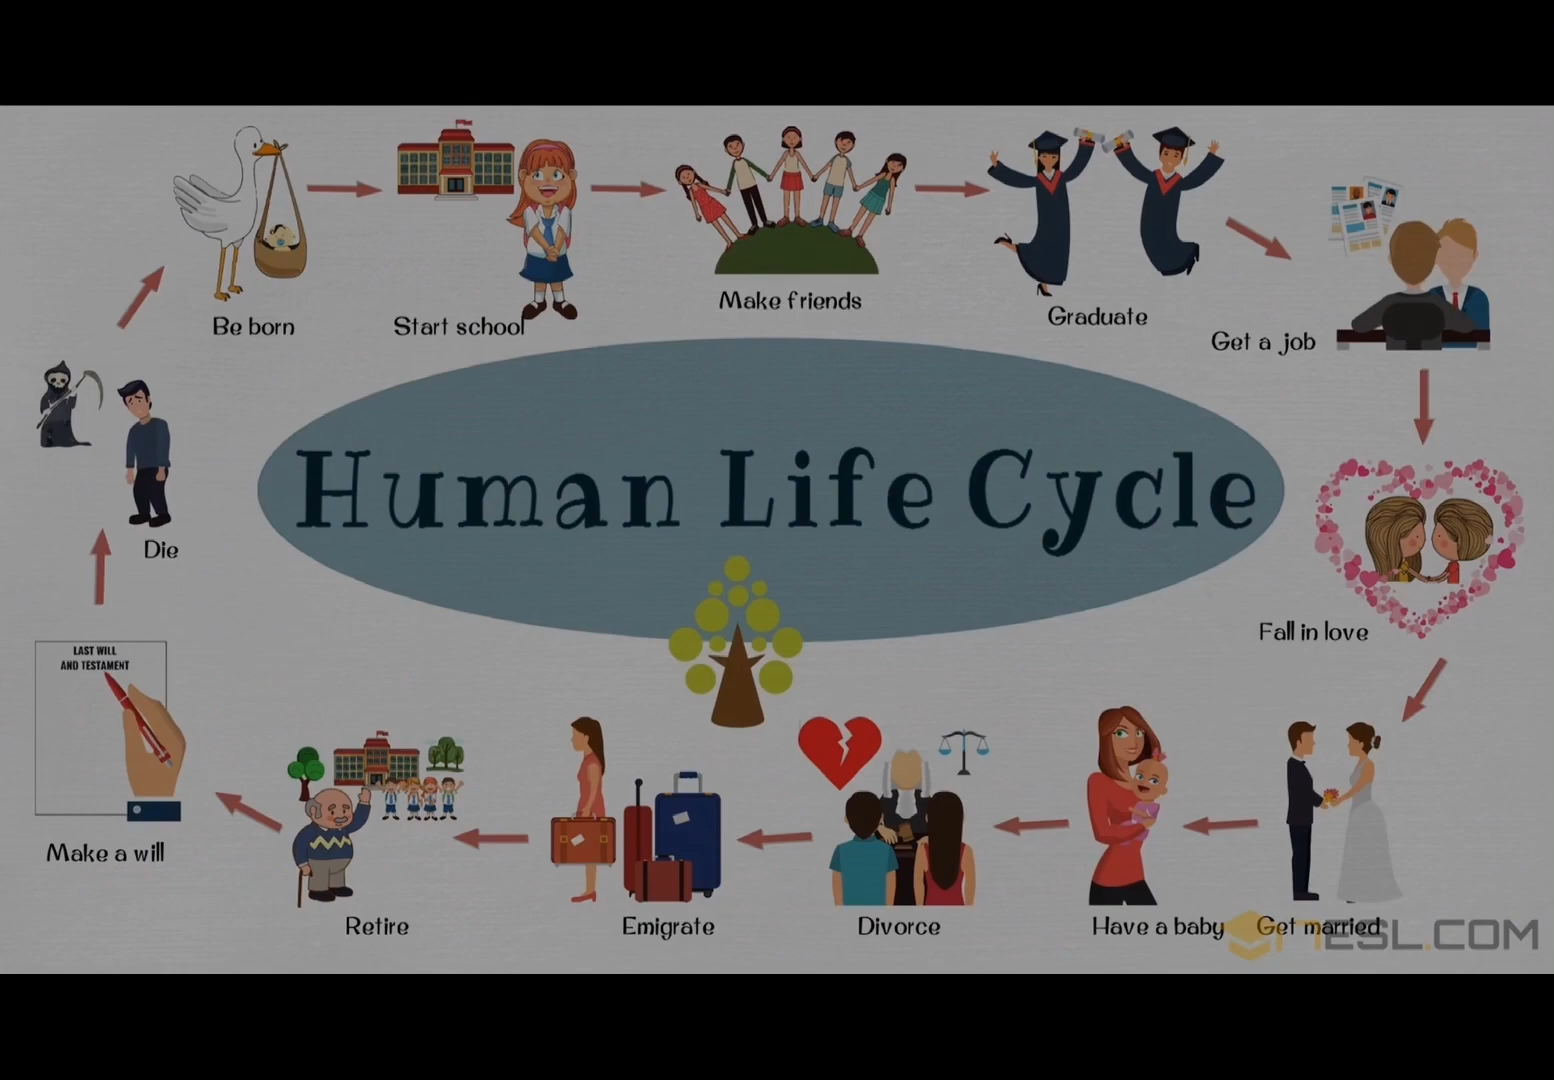 Be born
Start school
Make friends
Graduate
Get a job
Human Life Cycle
Fall in love
Die
LAST WILL
AND TESTAMENT
Make a will
Retire
Emigrate
Divorce
Have a baby
Get married
7ESL.COM